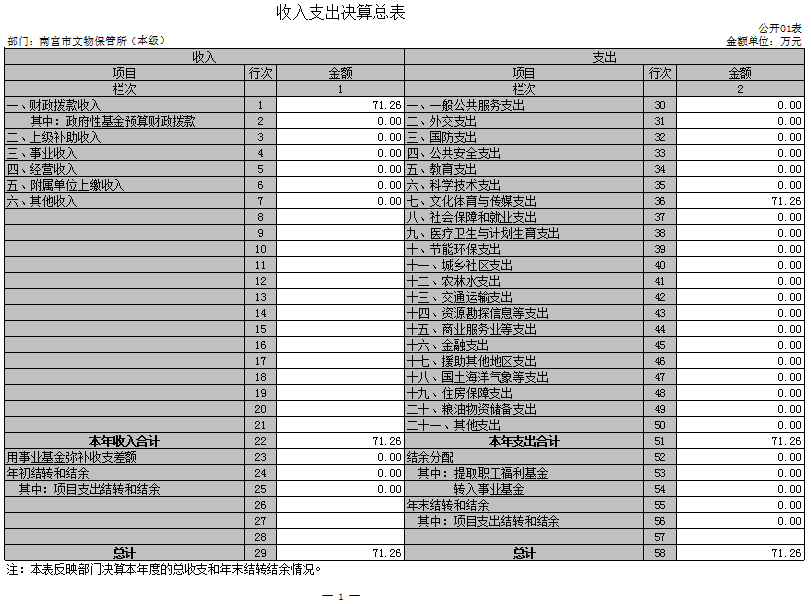 收入支出决算总表
公开01表
部门：南宫市文物保管所（本级） 金额单位：万元
收入 支出
项目 行次 金额 项目 行次 金额
栏次 1 栏次 2
一、财政拨款收入 1 71.26 一、一般公共服务支出 30 0.00
其中：政府性基金预算财政拨款 2 0.00 二、外交支出 31 0.00
二、上级补助收入 3 0.00 三、国防支出 32 0.00
三、事业收入 4 0.00 四、公共安全支出 33 0.00
四、经营收入 5 0.00 五、教育支出 34 0.00
五、附属单位上缴收入 6 0.00 六、科学技术支出 35 0.00
六、其他收入 7 0.00 七、文化体育与传媒支出 36 71.26
8 八、社会保障和就业支出 37 0.00
9 九、医疗卫生与计划生育支出 38 0.00
10 十、节能环保支出 39 0.00
11 十一、城乡社区支出 40 0.00
12 十二、农林水支出 41 0.00
13 十三、交通运输支出 42 0.00
14 十四、资源勘探信息等支出 43 0.00
15 十五、商业服务业等支出 44 0.00
16 十六、金融支出 45 0.00
17 十七、援助其他地区支出 46 0.00
18 十八、国土海洋气象等支出 47 0.00
19 十九、住房保障支出 48 0.00
20 二十、粮油物资储备支出 49 0.00
21 二十一、其他支出 50 0.00
本年收入合计 22 71.26 本年支出合计 51 71.26
用事业基金弥补收支差额 23 0.00 结余分配 52 0.00
年初结转和结余 24 0.00 其中：提取职工福利基金 53 0.00
其中：项目支出结转和结余 25 0.00 转入事业基金 54 0.00
26 年末结转和结余 55 0.00
27 其中：项目支出结转和结余 56 0.00
28 57
总计 29 71.26 总计 58 71.26
注：本表反映部门决算本年度的总收支和年末结转结余情况。
— 1 —